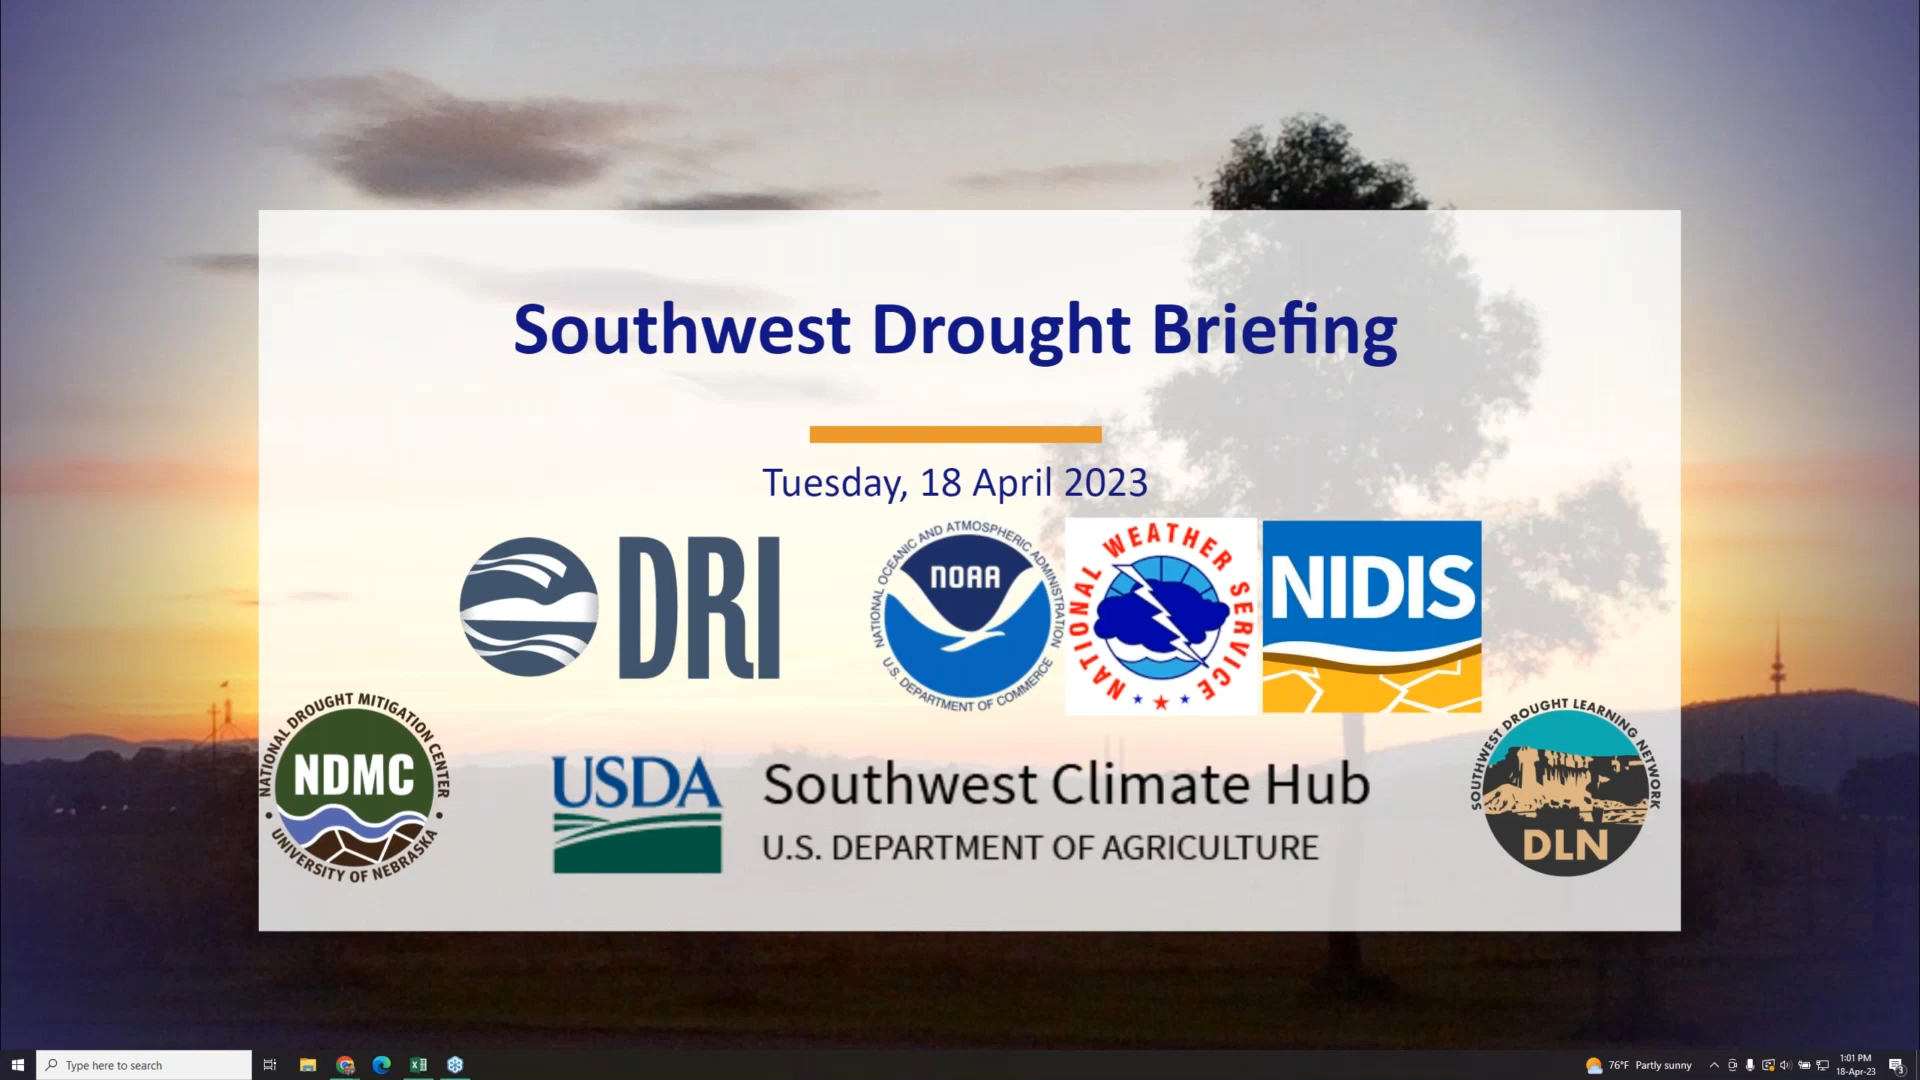 Southwest Drought Briefing
Tuesday, 18 April 2023
DRI
NATIONAL OCEANIC AND ATMOSPHERIC ADMINISTRATION
NOAA
U.S. DEPARTMENT OF COMMERCE
NATIONAL WEATHER SERVICE
NIDIS
NATIONAL DROUGHT MITIGATION CENTER
NDMC
• UNIVERSITY OF NEBRASKA •
USDA
Southwest Climate Hub
U.S. DEPARTMENT OF AGRICULTURE
SOUTHWEST DROUGHT LEARNING NETWORK
DLN
Type here to search
76°F Partly sunny
1:01 PM
18-Apr-23
3